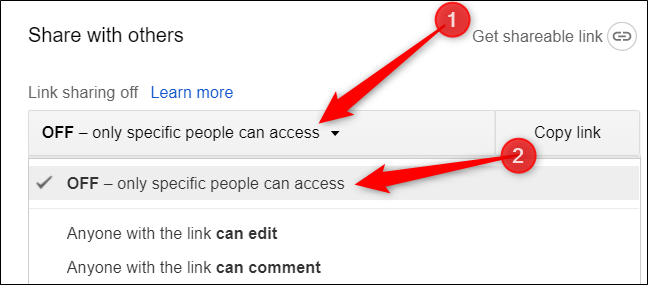 Share with others
Get shareable link
1
Link sharing off Learn more
OFF – only specific people can access
Copy link
2
OFF – only specific people can access
Anyone with the link can edit
Anyone with the link can comment